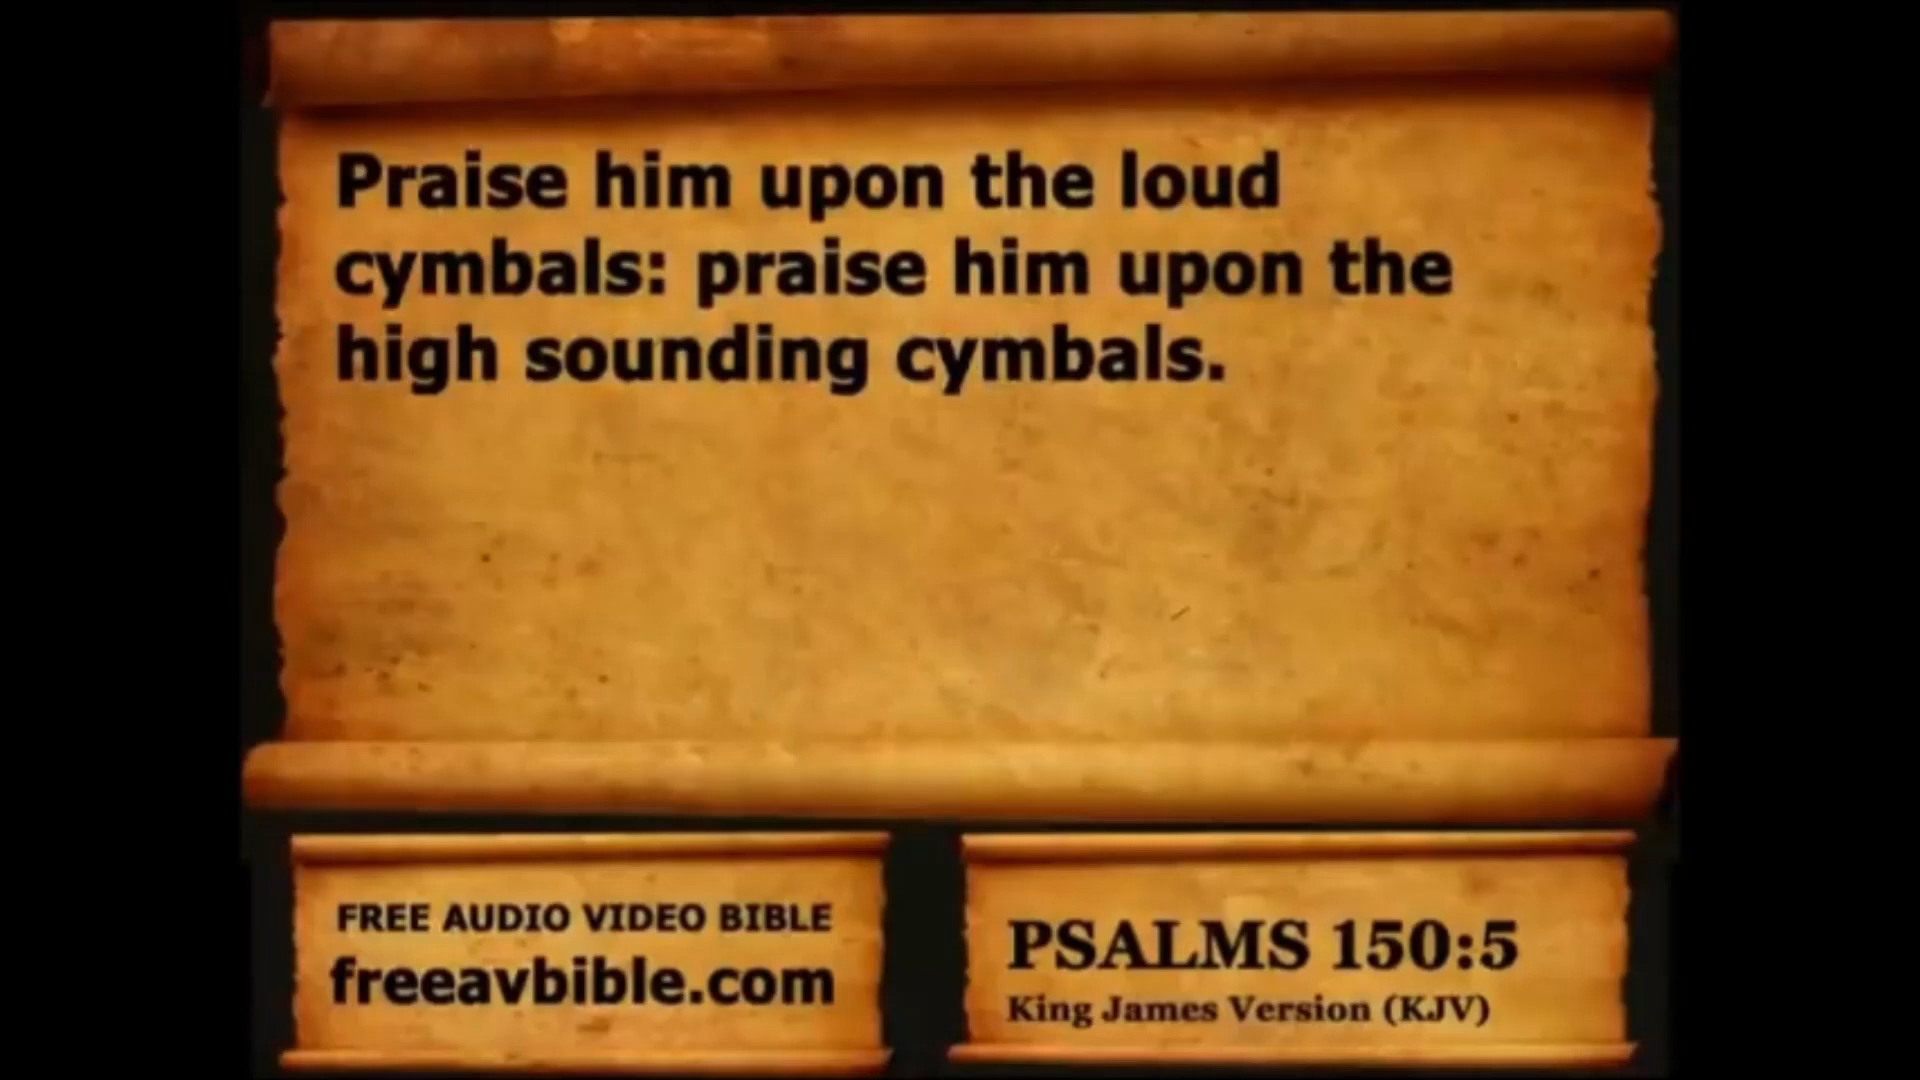 Praise him upon the loud
cymbals: praise him upon the
high sounding cymbals.
FREE AUDIO VIDEO BIBLE
freeavbible.com
PSALMS 150:5
King James Version (KJV)